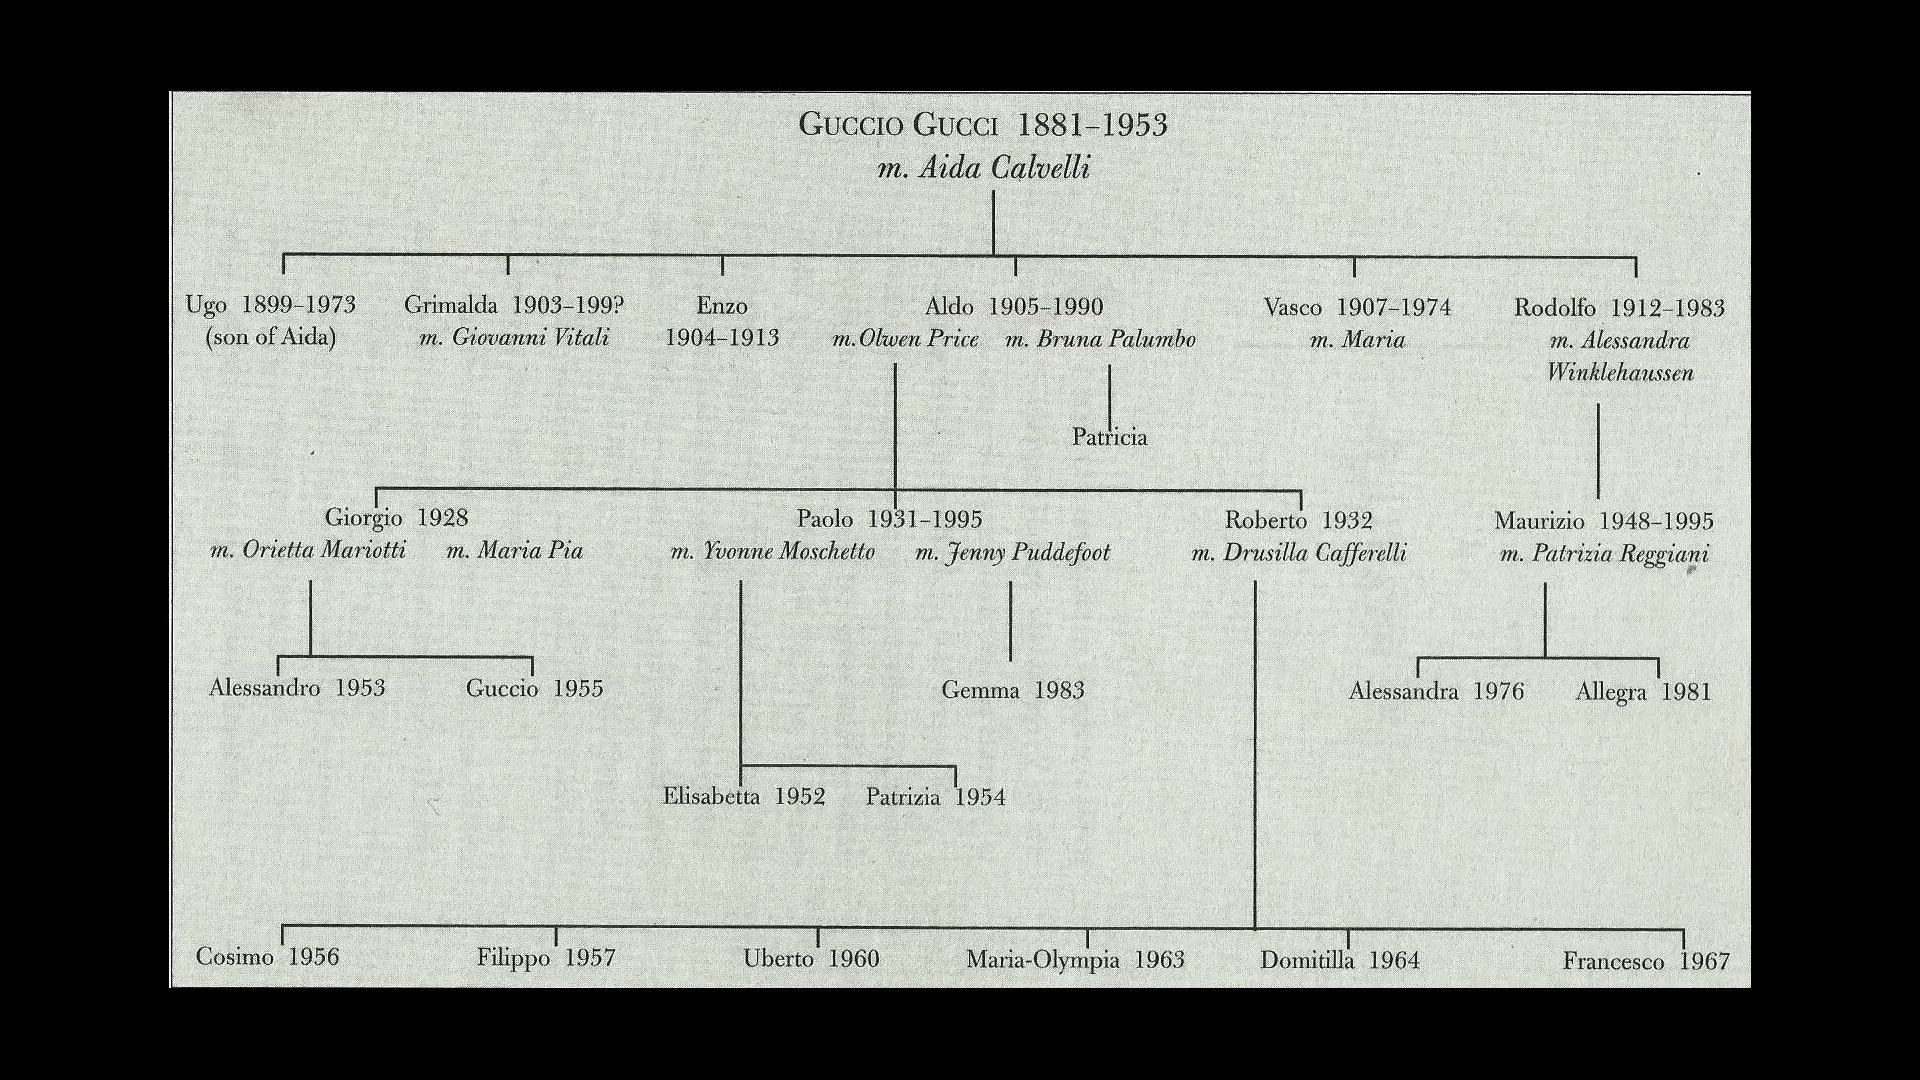 GUCCIO GUCCI 1881–1953
m. Aida Calvelli
Ugo 1899–1973 Grimalda 1903–199? Enzo Aldo 1905–1990 Vasco 1907–1974 Rodolfo 1912–1983
(son of Aida) m. Giovanni Vitali 1904–1913 m. Olwen Price m. Bruna Palumbo m. Maria m. Alessandra
Winklehaussen
Patricia
Giorgio 1928 Paolo 1931–1995 Roberto 1932 Maurizio 1948–1995
m. Orietta Mariotti m. Maria Pia m. Yvonne Moschetto m. Jenny Puddefoot m. Drusilla Cafferelli m. Patrizia Reggiani
Alessandro 1953 Guccio 1955 Gemma 1983 Alessandra 1976 Allegra 1981
Elisabetta 1952 Patrizia 1954
Cosimo 1956 Filippo 1957 Uberto 1960 Maria-Olympia 1963 Domitilla 1964 Francesco 1967